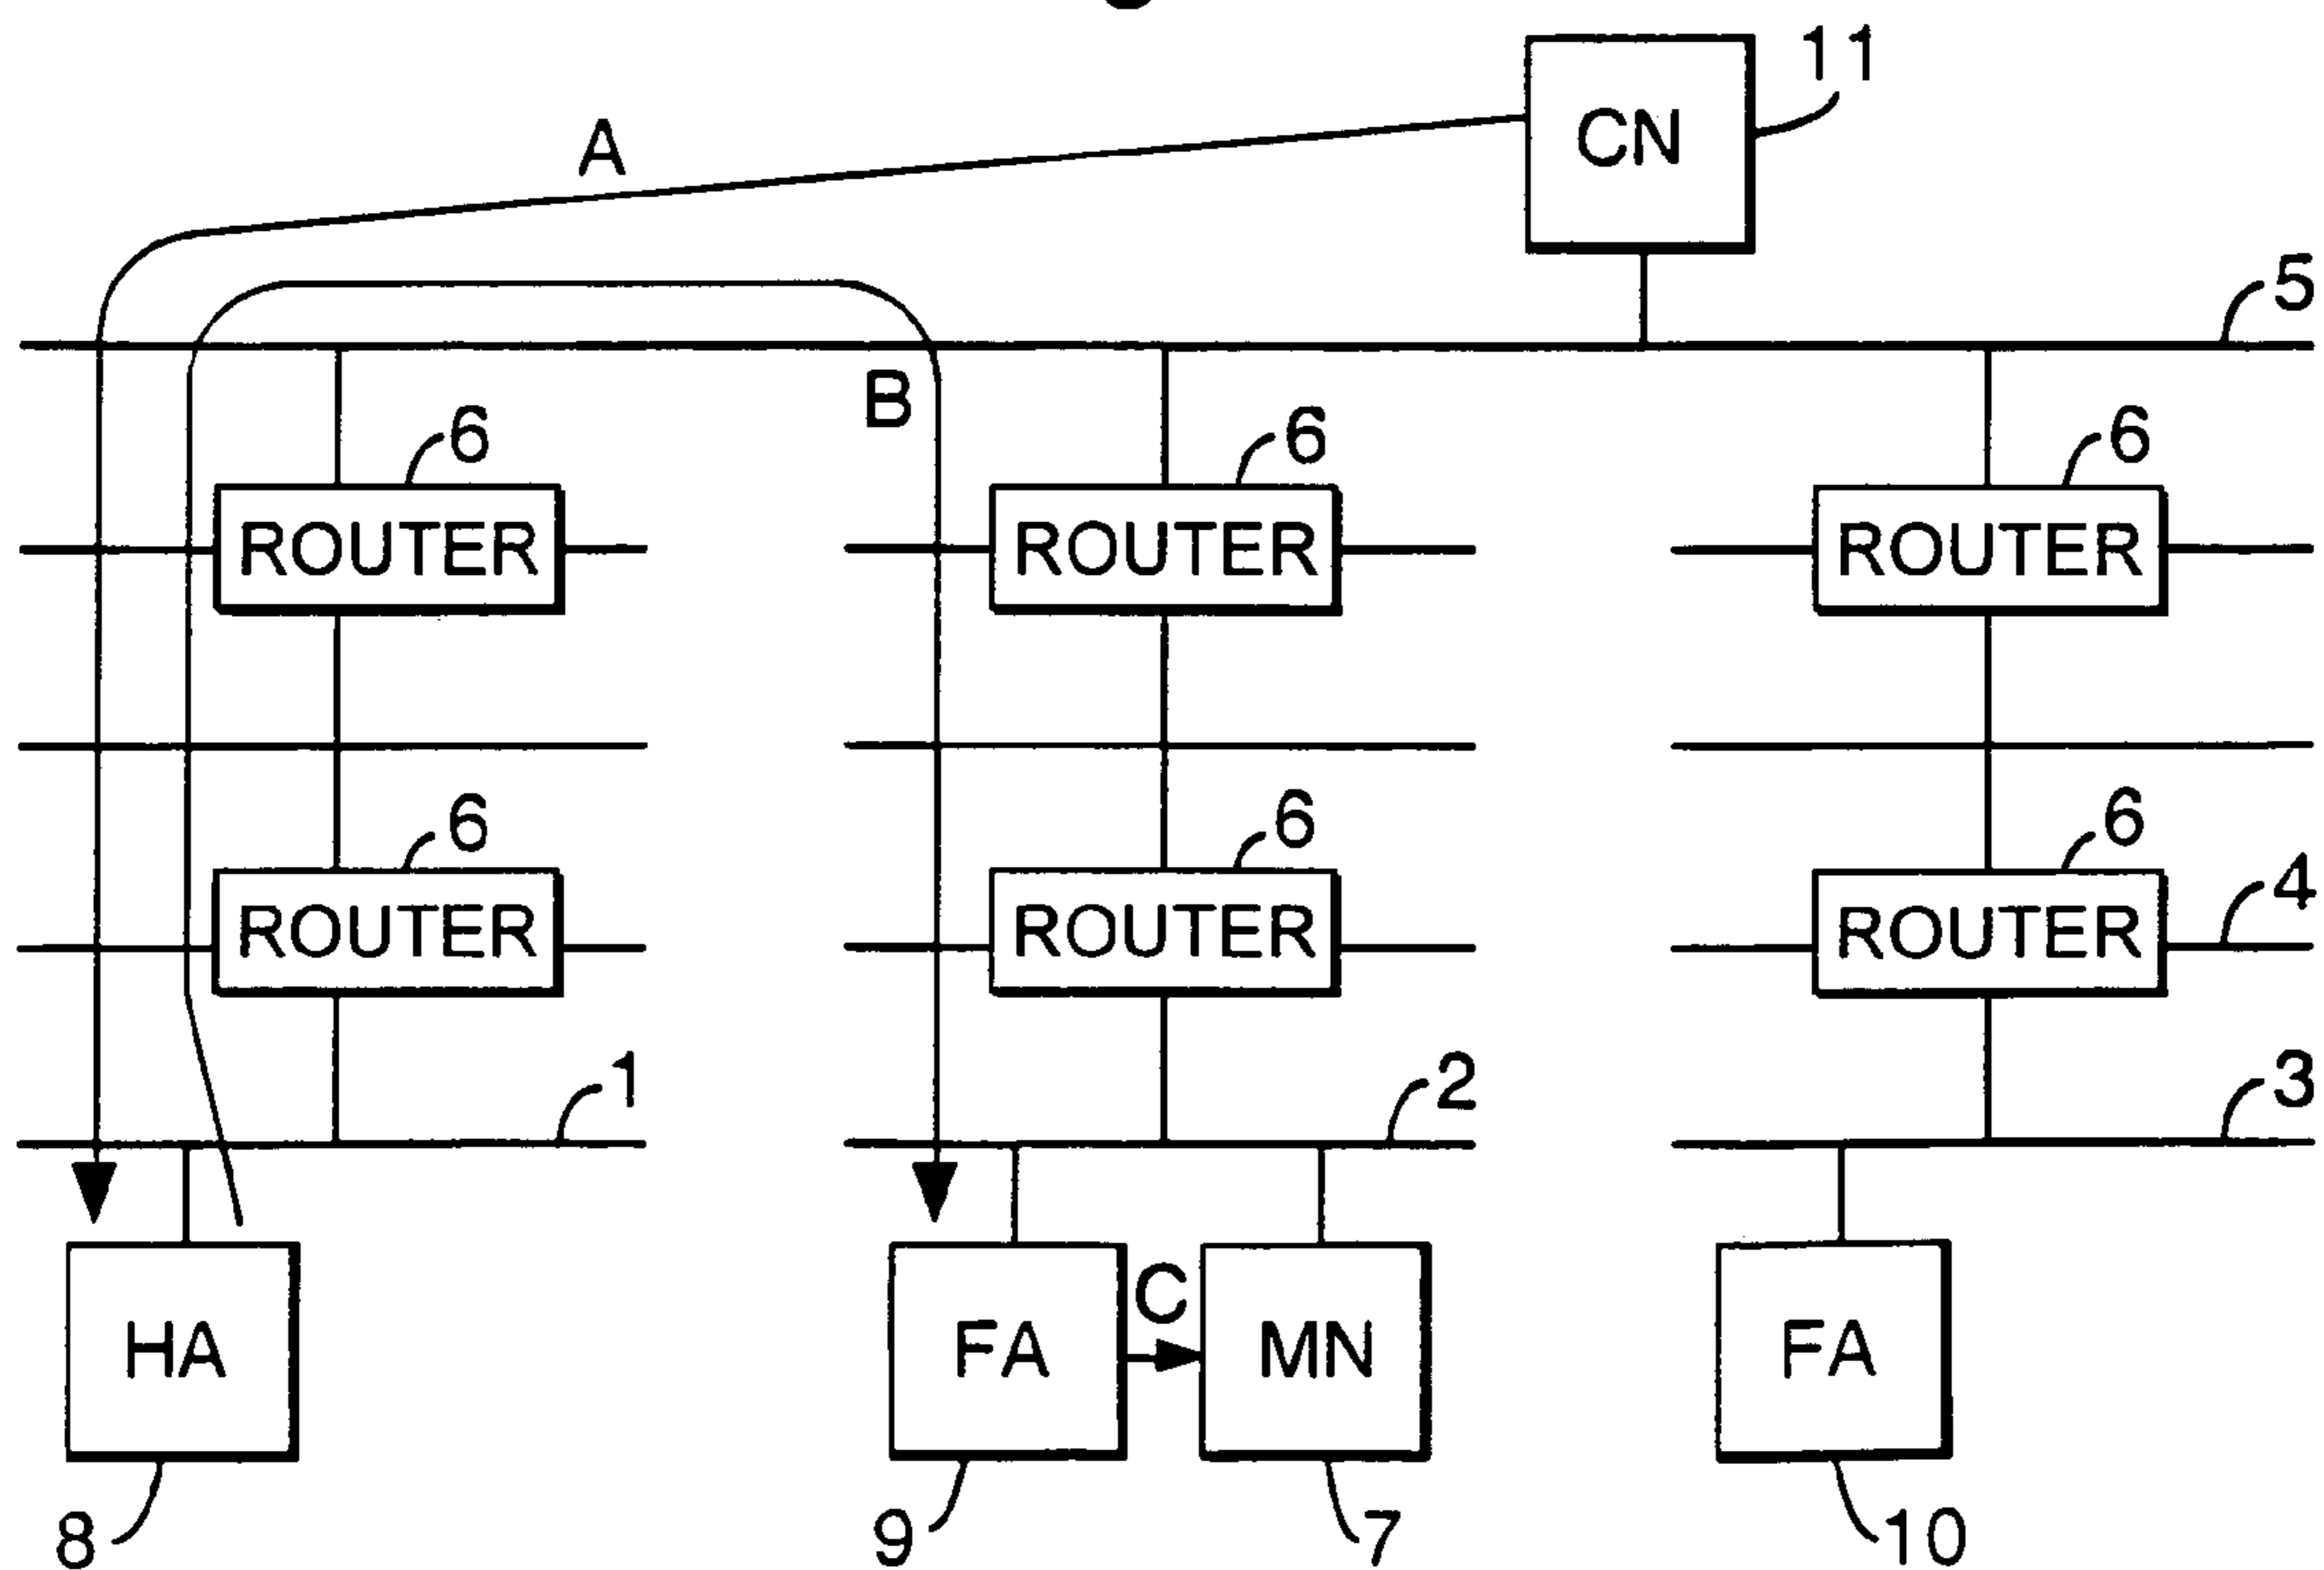 11
CN
A
5
B
6 6 6
ROUTER ROUTER ROUTER
6 6 6
4
ROUTER ROUTER ROUTER
1 2 3
C
HA FA MN FA
8 9 7 10